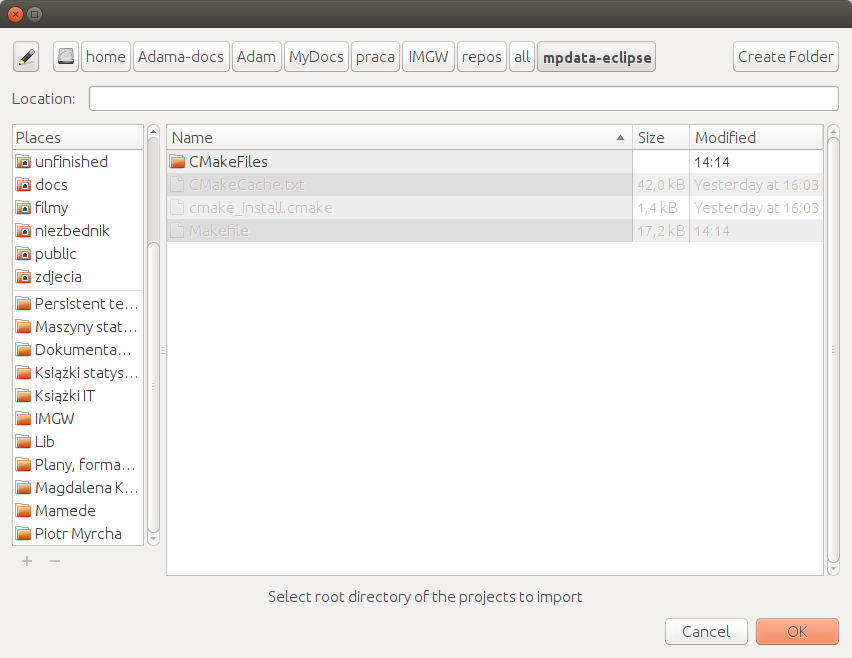 home Adama-docs Adam MyDocs praca IMGW repos all mpdata-eclipse Create Folder
Location:
Places
unfinished
docs
filmy
niezbednik
public
zdjecia
Persistent te...
Maszyny stat...
Dokumenta...
Książki statys...
Książki IT
IMGW
Lib
Plany, forma...
Magdalena K...
Mamede
Piotr Myrcha
Name Size Modified
CMakeFiles 14:14
CMakeCache.txt 42,0 kB Yesterday at 16:03
cmake_install.cmake 1,4 kB Yesterday at 16:03
Makefile 17,2 kB 14:14
Select root directory of the projects to import
Cancel OK